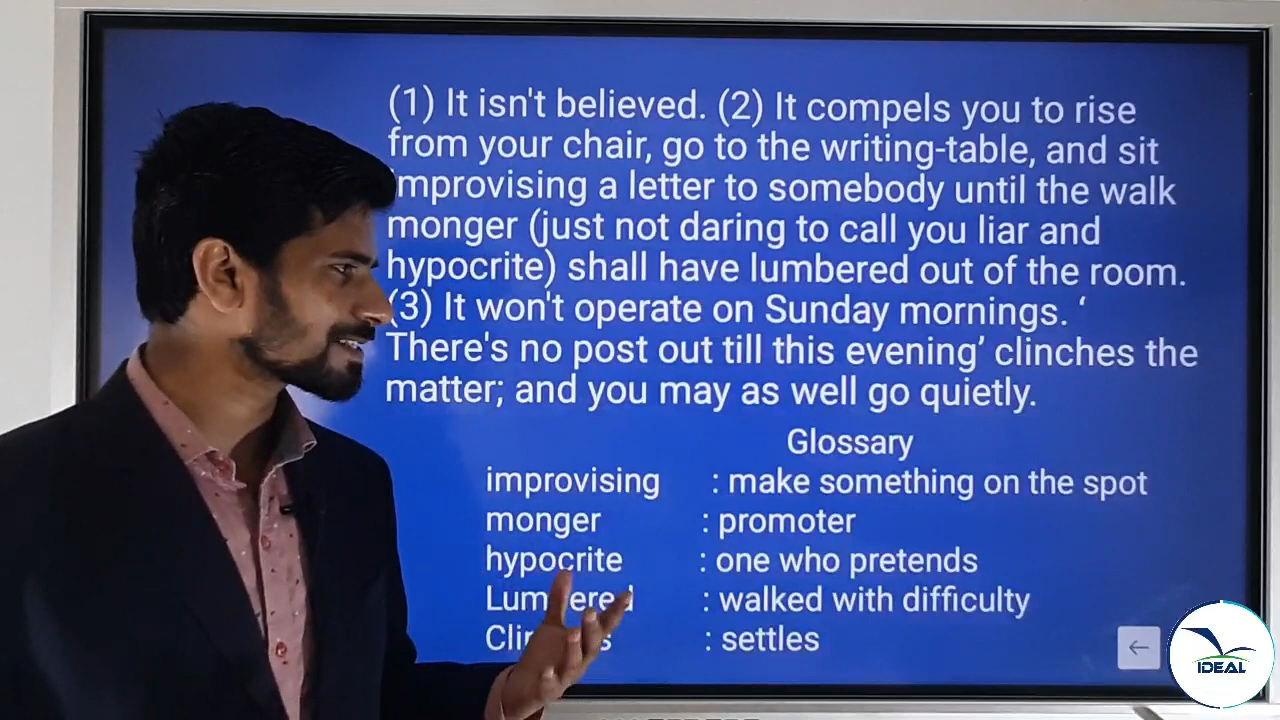 (1) It isn't believed. (2) It compels you to rise
from your chair, go to the writing-table, and sit
improvising a letter to somebody until the walk
monger (just not daring to call you liar and
hypocrite) shall have lumbered out of the room.
(3) It won't operate on Sunday mornings. ‘
There's no post out till this evening’ clinches the
matter; and you may as well go quietly.
Glossary
improvising : make something on the spot
monger : promoter
hypocrite : one who pretends
Lumbered : walked with difficulty
: settles
IDEAL